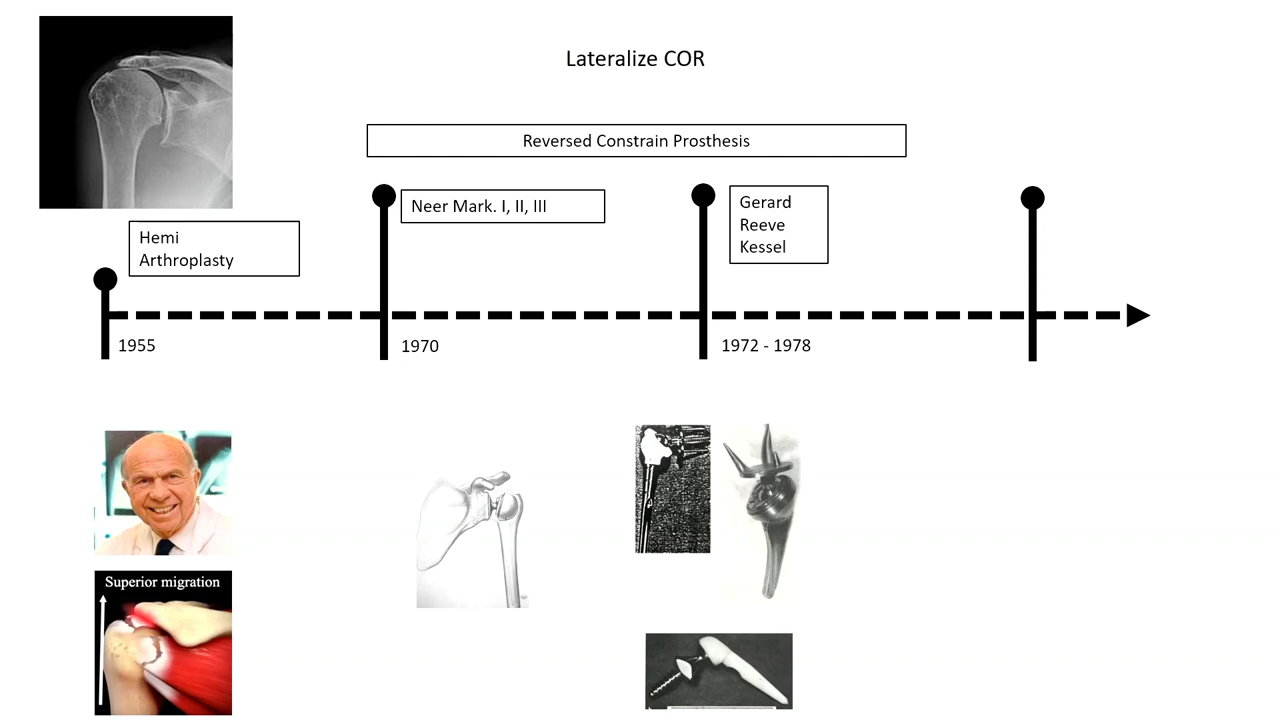 Lateralize COR
Reversed Constrain Prosthesis
Neer Mark. I, II, III
Gerard
Reeve
Kessel
Hemi
Arthroplasty
1955
1970
1972 - 1978
Superior migration